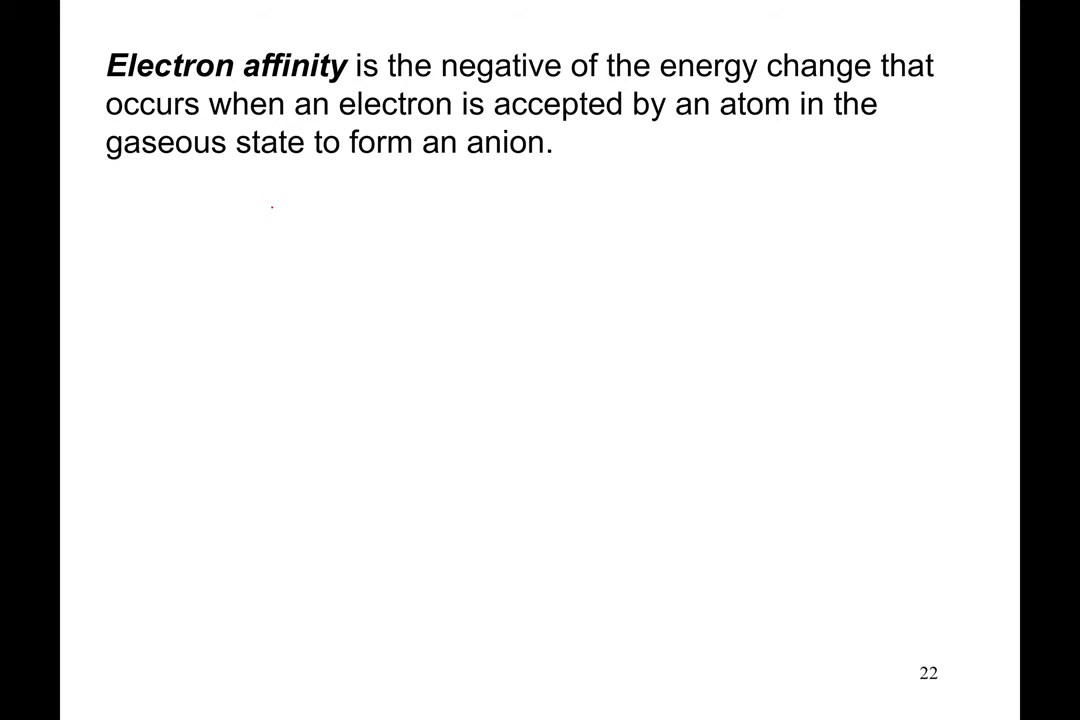 Electron affinity is the negative of the energy change that
occurs when an electron is accepted by an atom in the
gaseous state to form an anion.
22